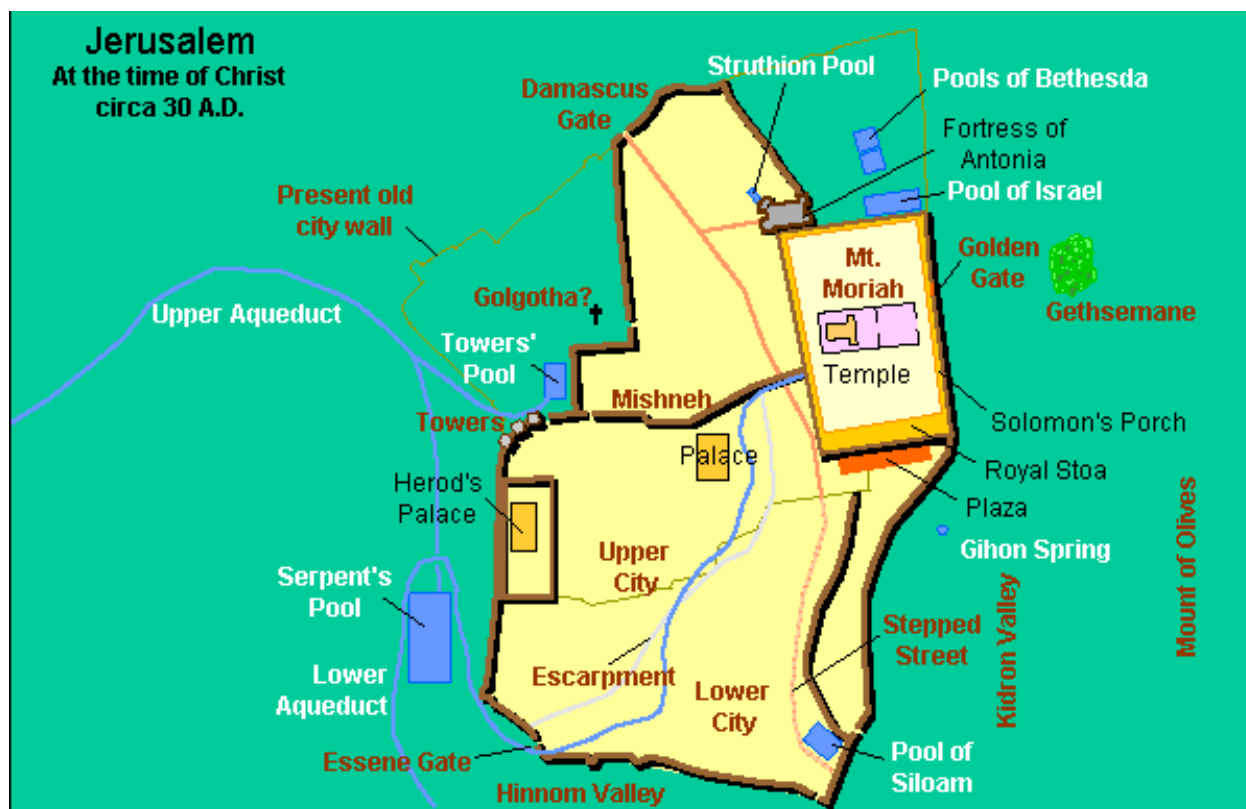 Jerusalem
At the time of Christ
circa 30 A.D.
Struthion Pool
Pools of Bethesda
Damascus
Gate
Fortress of
Antonia
Present old
city wall
Pool of Israel
Mt.
Moriah
Golden
Gate
Gethsemane
Upper Aqueduct
Golgotha?
Towers'
Pool
Temple
Mishneh
Towers
Solomon's Porch
Palace
Royal Stoa
Herod's
Palace
Plaza
Mount of Olives
Gihon Spring
Upper
City
Serpent's
Pool
Kidron Valley
Stepped
Street
Escarpment
Lower
Aqueduct
Lower
City
Essene Gate
Pool of
Siloam
Hinnom Valley